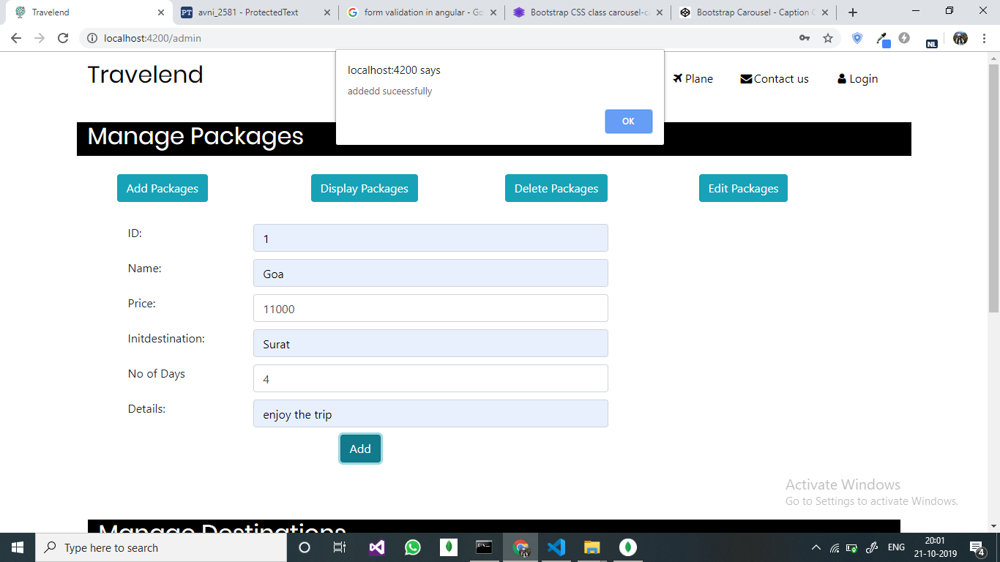 Travelend
avni_2581 - ProtectedText
form validation in angular - Go
Bootstrap CSS class carousel-c
Bootstrap Carousel - Caption C
localhost:4200/admin
NL
localhost:4200 says
addedd suceessfully
OK
Travelend
Plane
Contact us
Login
Manage Packages
Add Packages
Display Packages
Delete Packages
Edit Packages
ID:
1
Name:
Goa
Price:
11000
Initdestination:
Surat
No of Days
4
Details:
enjoy the trip
Add
Activate Windows
Go to Settings to activate Windows.
Manage Destinations
Type here to search
ENG
20:01
21-10-2019
4